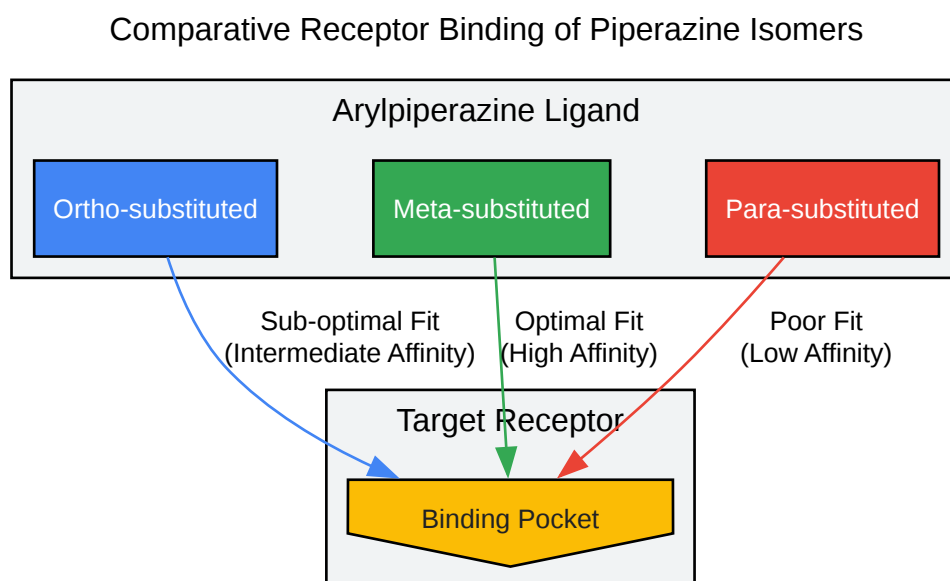 Comparative Receptor Binding of Piperazine Isomers
Arylpiperazine Ligand
Ortho-substituted
Meta-substituted
Para-substituted
Sub-optimal Fit
(Intermediate Affinity)
Optimal Fit
(High Affinity)
Poor Fit
(Low Affinity)
Target Receptor
Binding Pocket